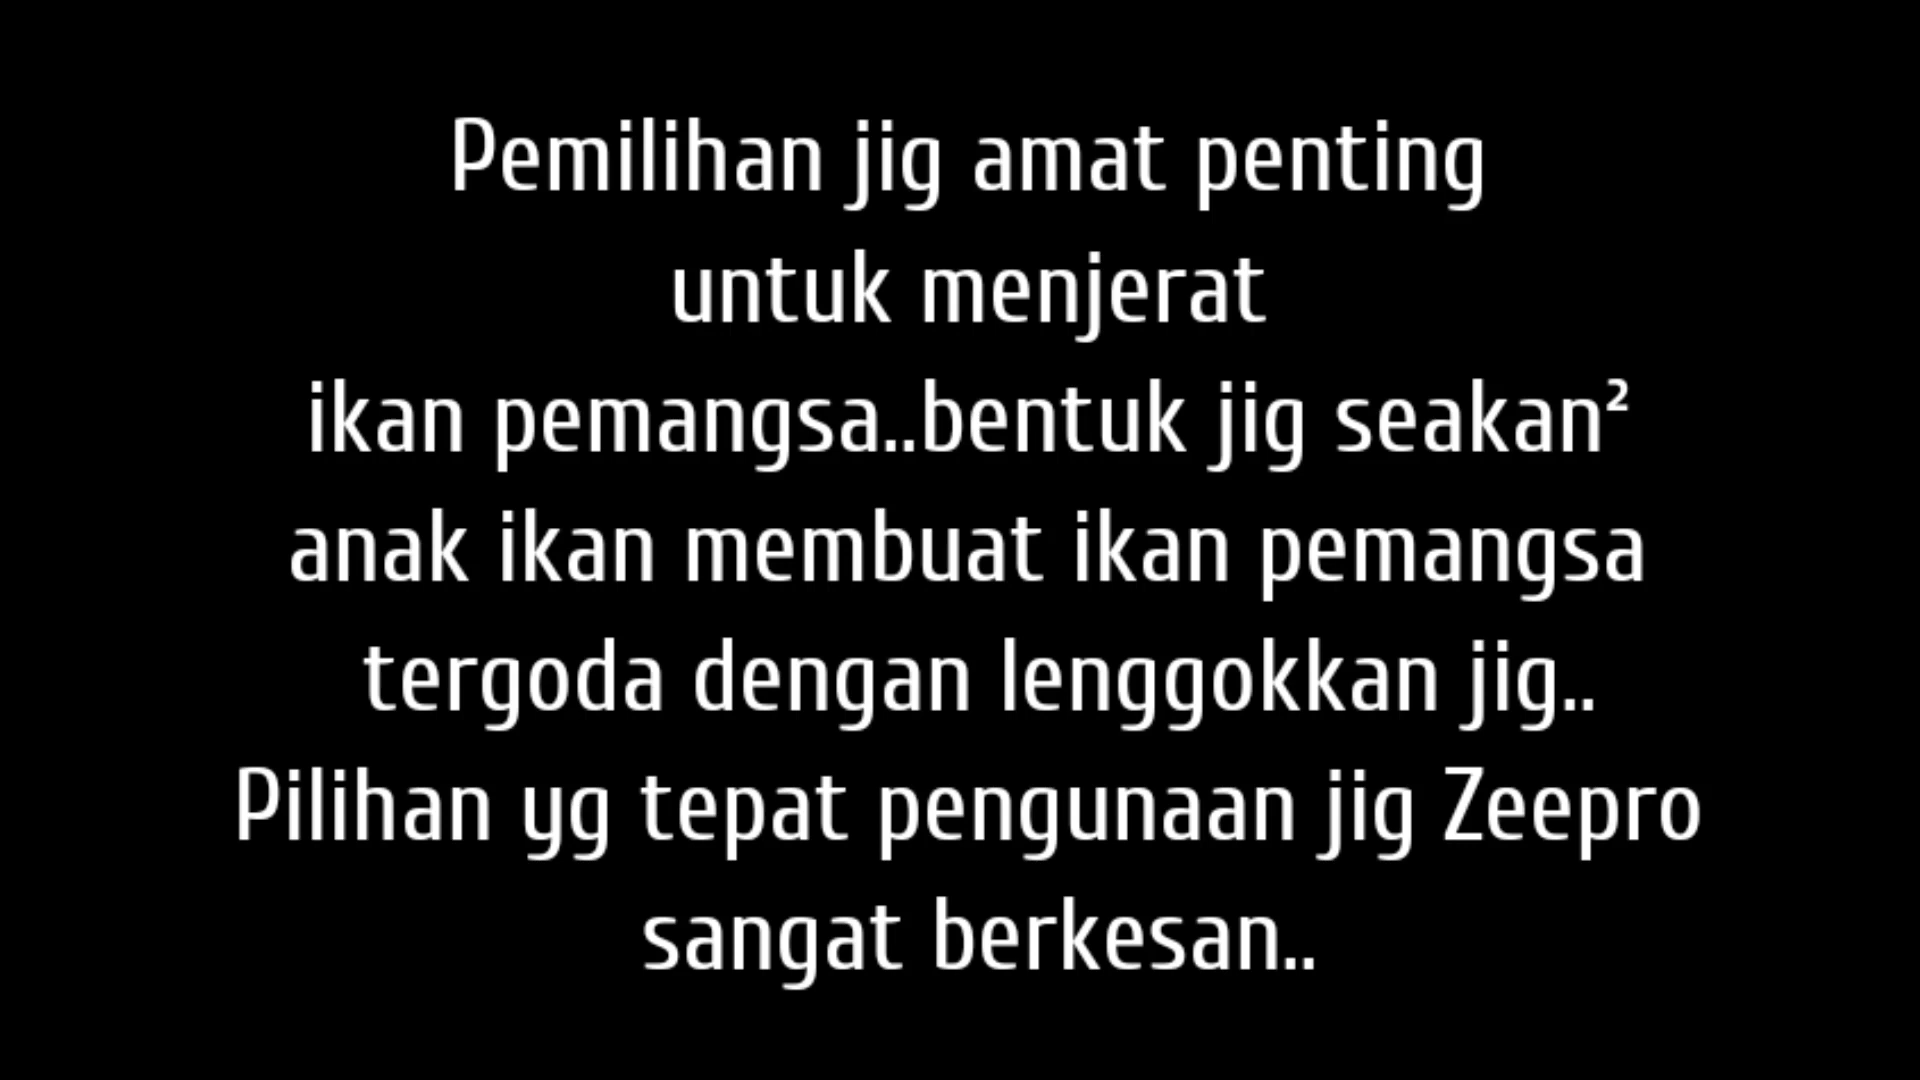 Pemilihan jig amat penting
untuk menjerat
ikan pemangsa..bentuk jig seakan²
anak ikan membuat ikan pemangsa
tergoda dengan lenggokkan jig..
Pilihan yg tepat pengunaan jig Zeepro
sangat berkesan..